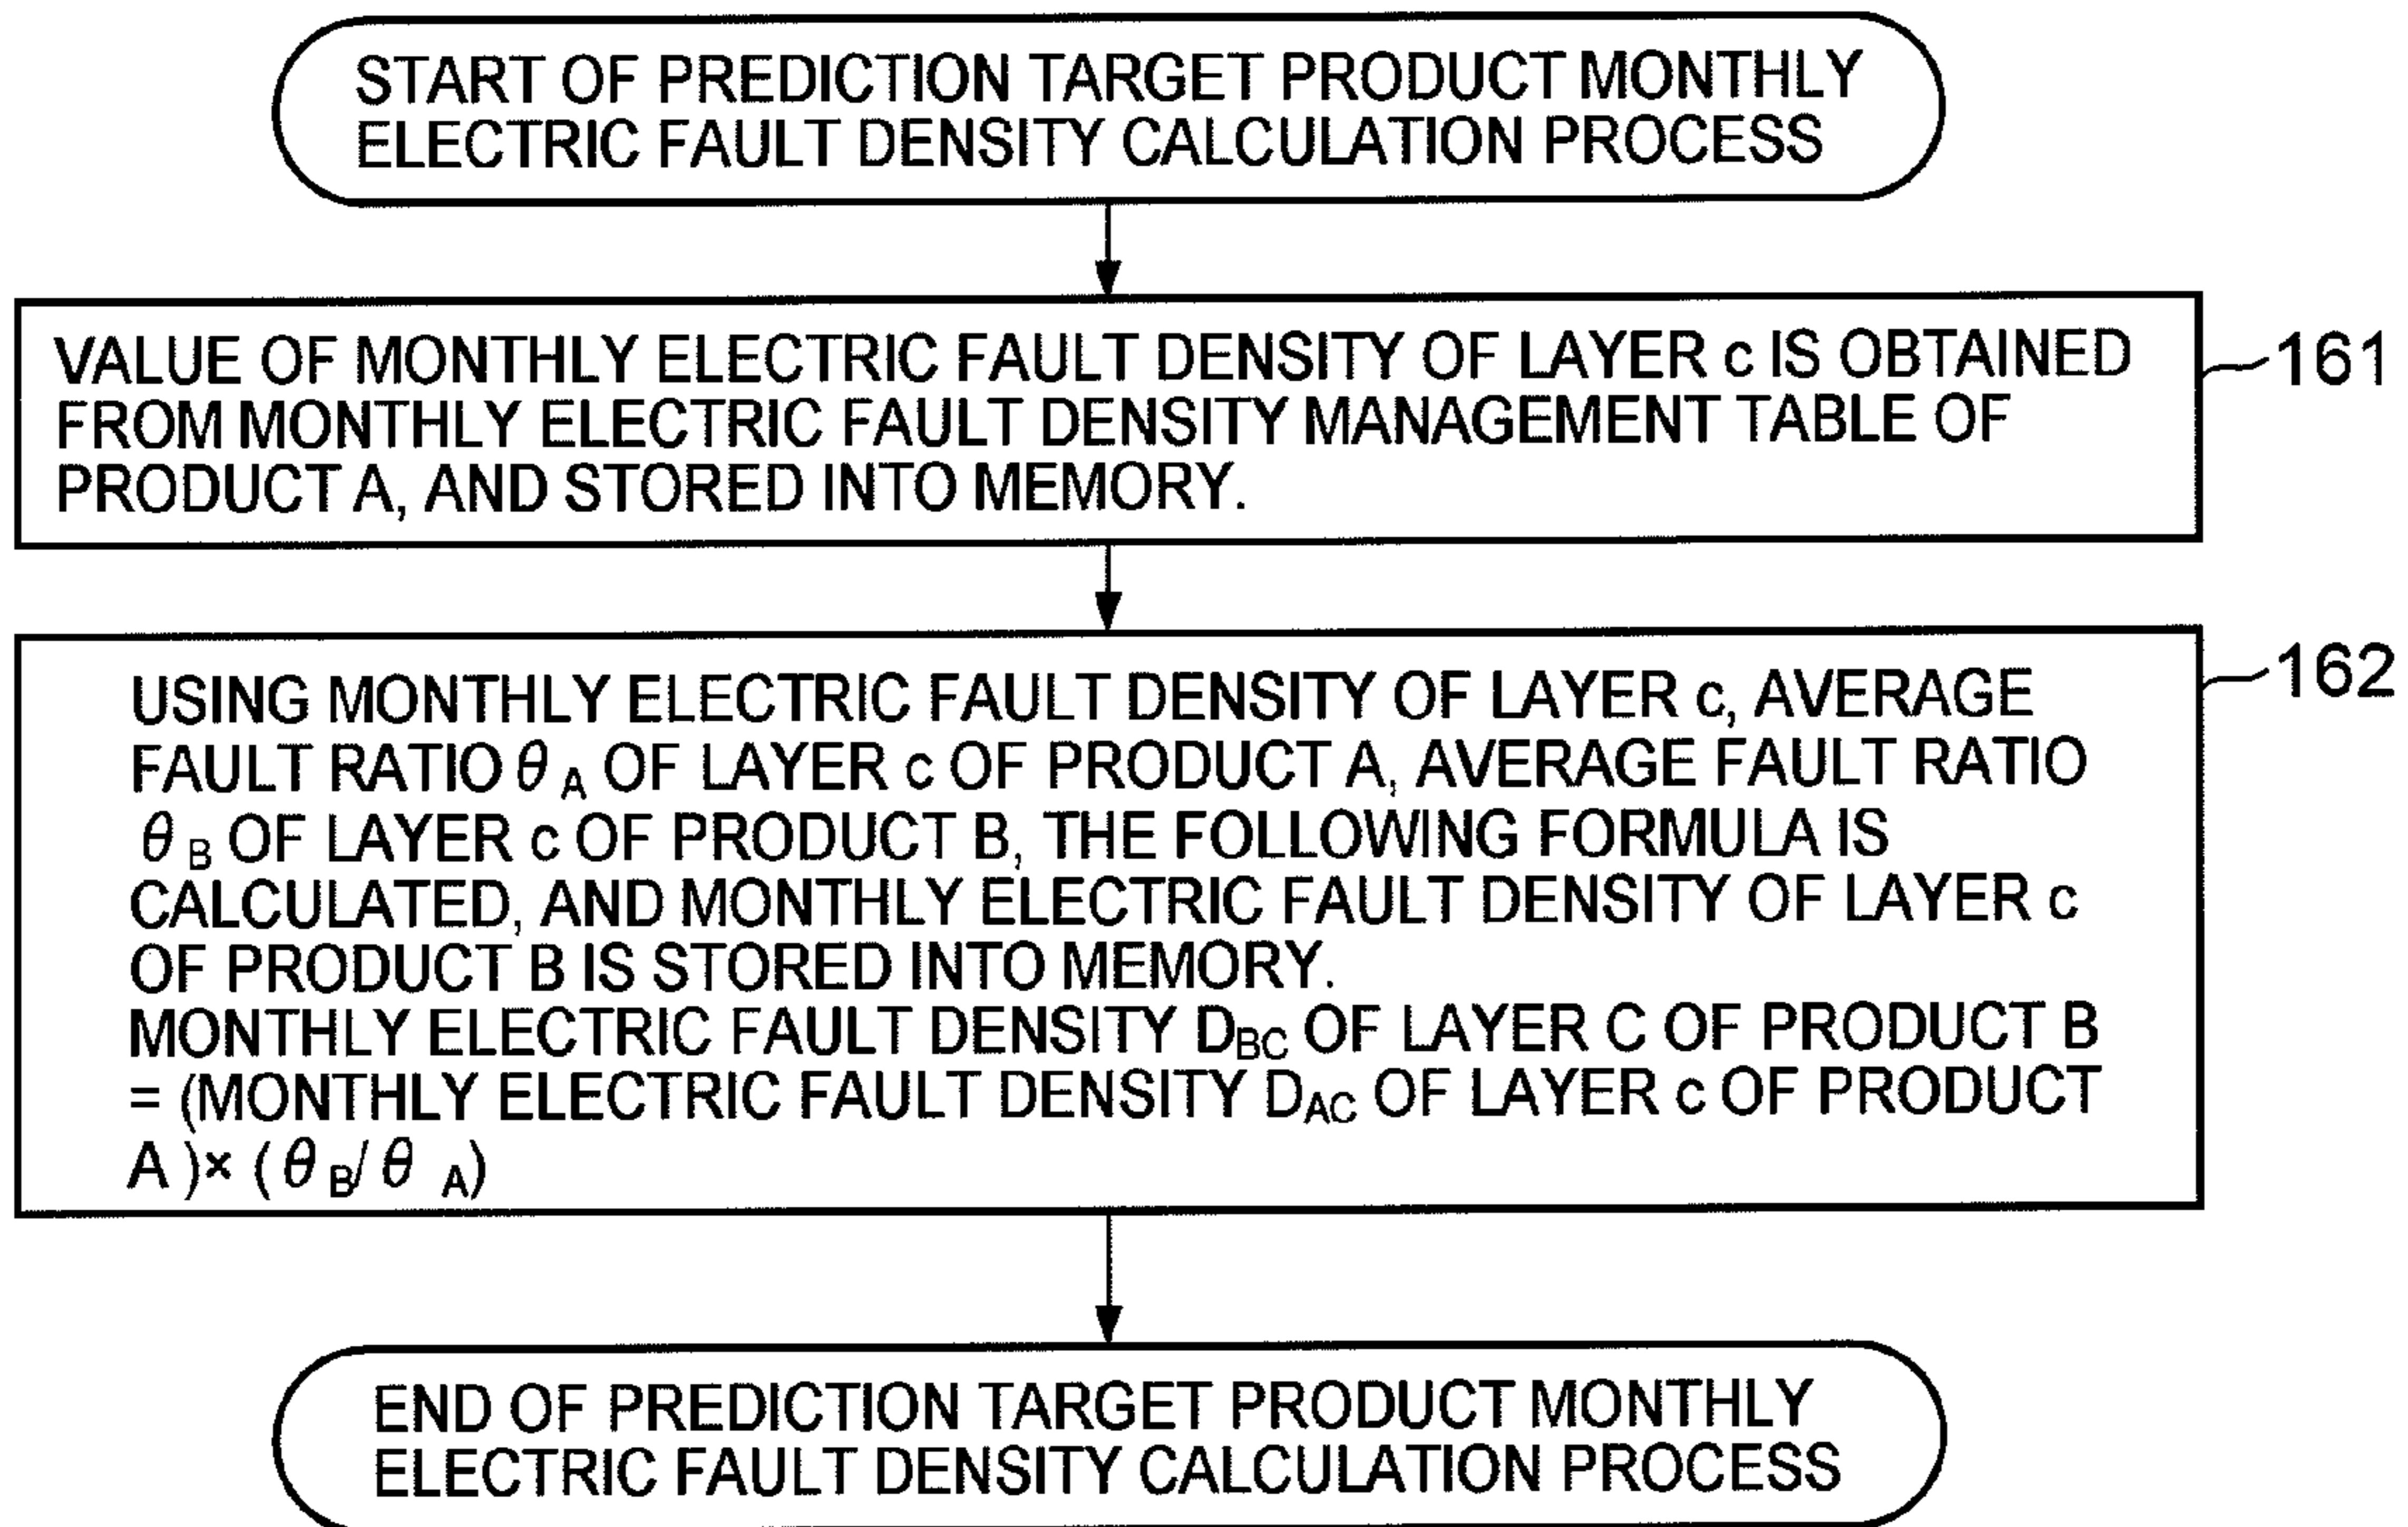 START OF PREDICTION TARGET PRODUCT MONTHLY
ELECTRIC FAULT DENSITY CALCULATION PROCESS
VALUE OF MONTHLY ELECTRIC FAULT DENSITY OF LAYER c IS OBTAINED
FROM MONTHLY ELECTRIC FAULT DENSITY MANAGEMENT TABLE OF
PRODUCT A, AND STORED INTO MEMORY.
161
USING MONTHLY ELECTRIC FAULT DENSITY OF LAYER c, AVERAGE
FAULT RATIO θ A OF LAYER c OF PRODUCT A, AVERAGE FAULT RATIO
θ B OF LAYER c OF PRODUCT B, THE FOLLOWING FORMULA IS
CALCULATED, AND MONTHLY ELECTRIC FAULT DENSITY OF LAYER c
OF PRODUCT B IS STORED INTO MEMORY.
MONTHLY ELECTRIC FAULT DENSITY DBC OF LAYER C OF PRODUCT B
= (MONTHLY ELECTRIC FAULT DENSITY DAC OF LAYER c OF PRODUCT
A )× (θ B/θ A)
162
END OF PREDICTION TARGET PRODUCT MONTHLY
ELECTRIC FAULT DENSITY CALCULATION PROCESS